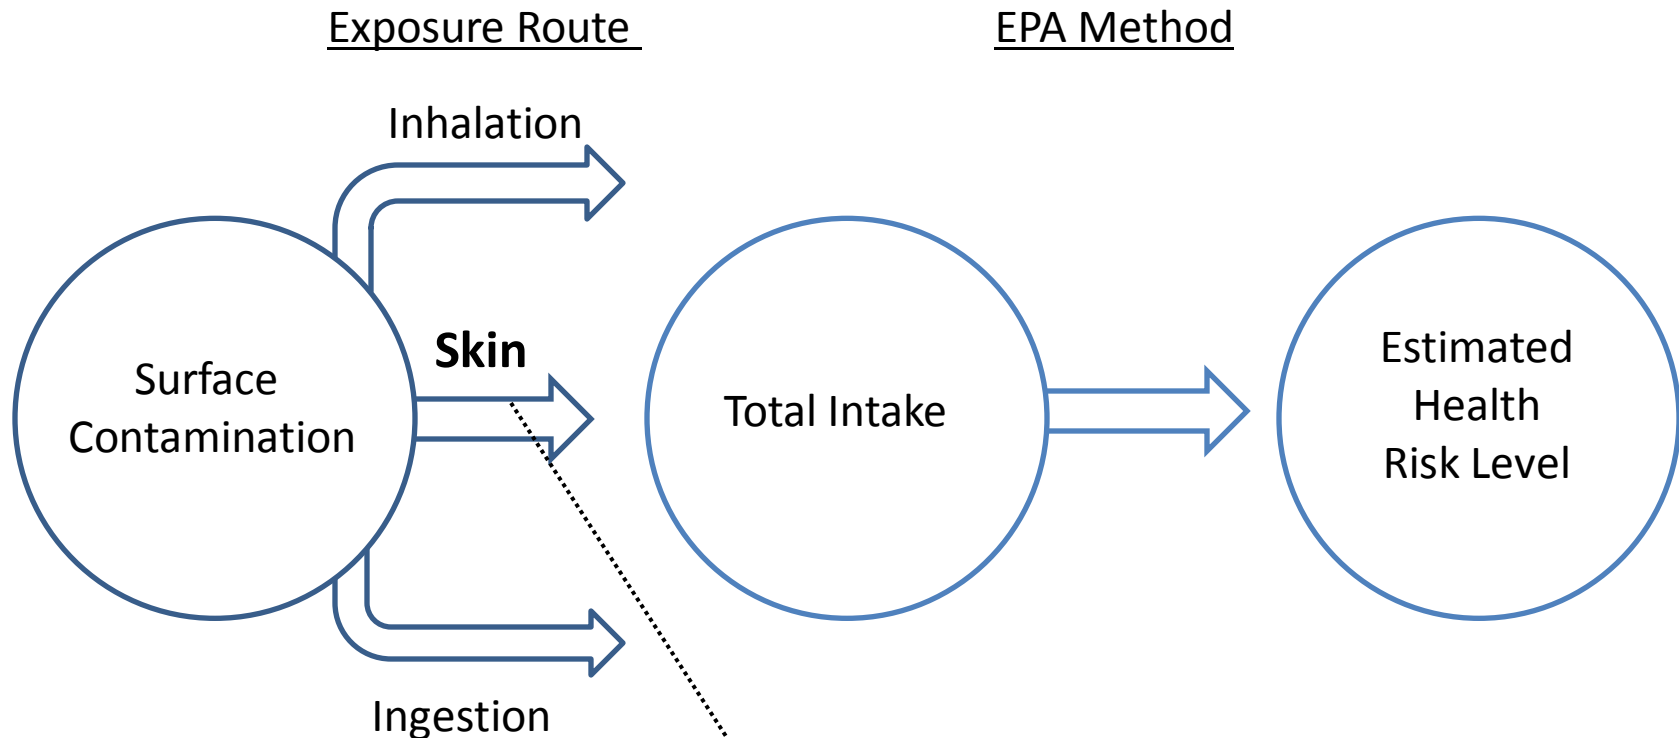 Exposure Route
EPA Method
Inhalation
Skin
Surface
Contamination
Total Intake
Estimated
Health
Risk Level
Ingestion